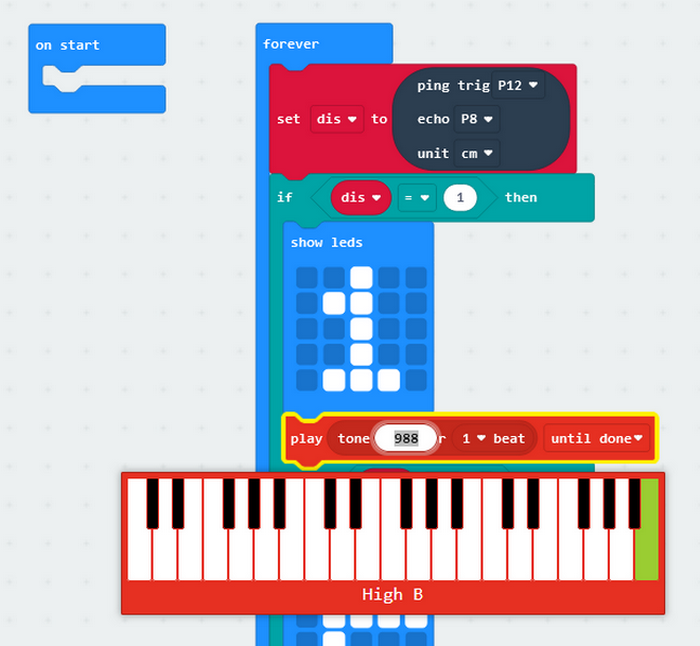 on start
forever
set dis to
ping trig P12
echo P8
unit cm
if dis = 1 then
show leds
play tone 988 r 1 beat until done
High B